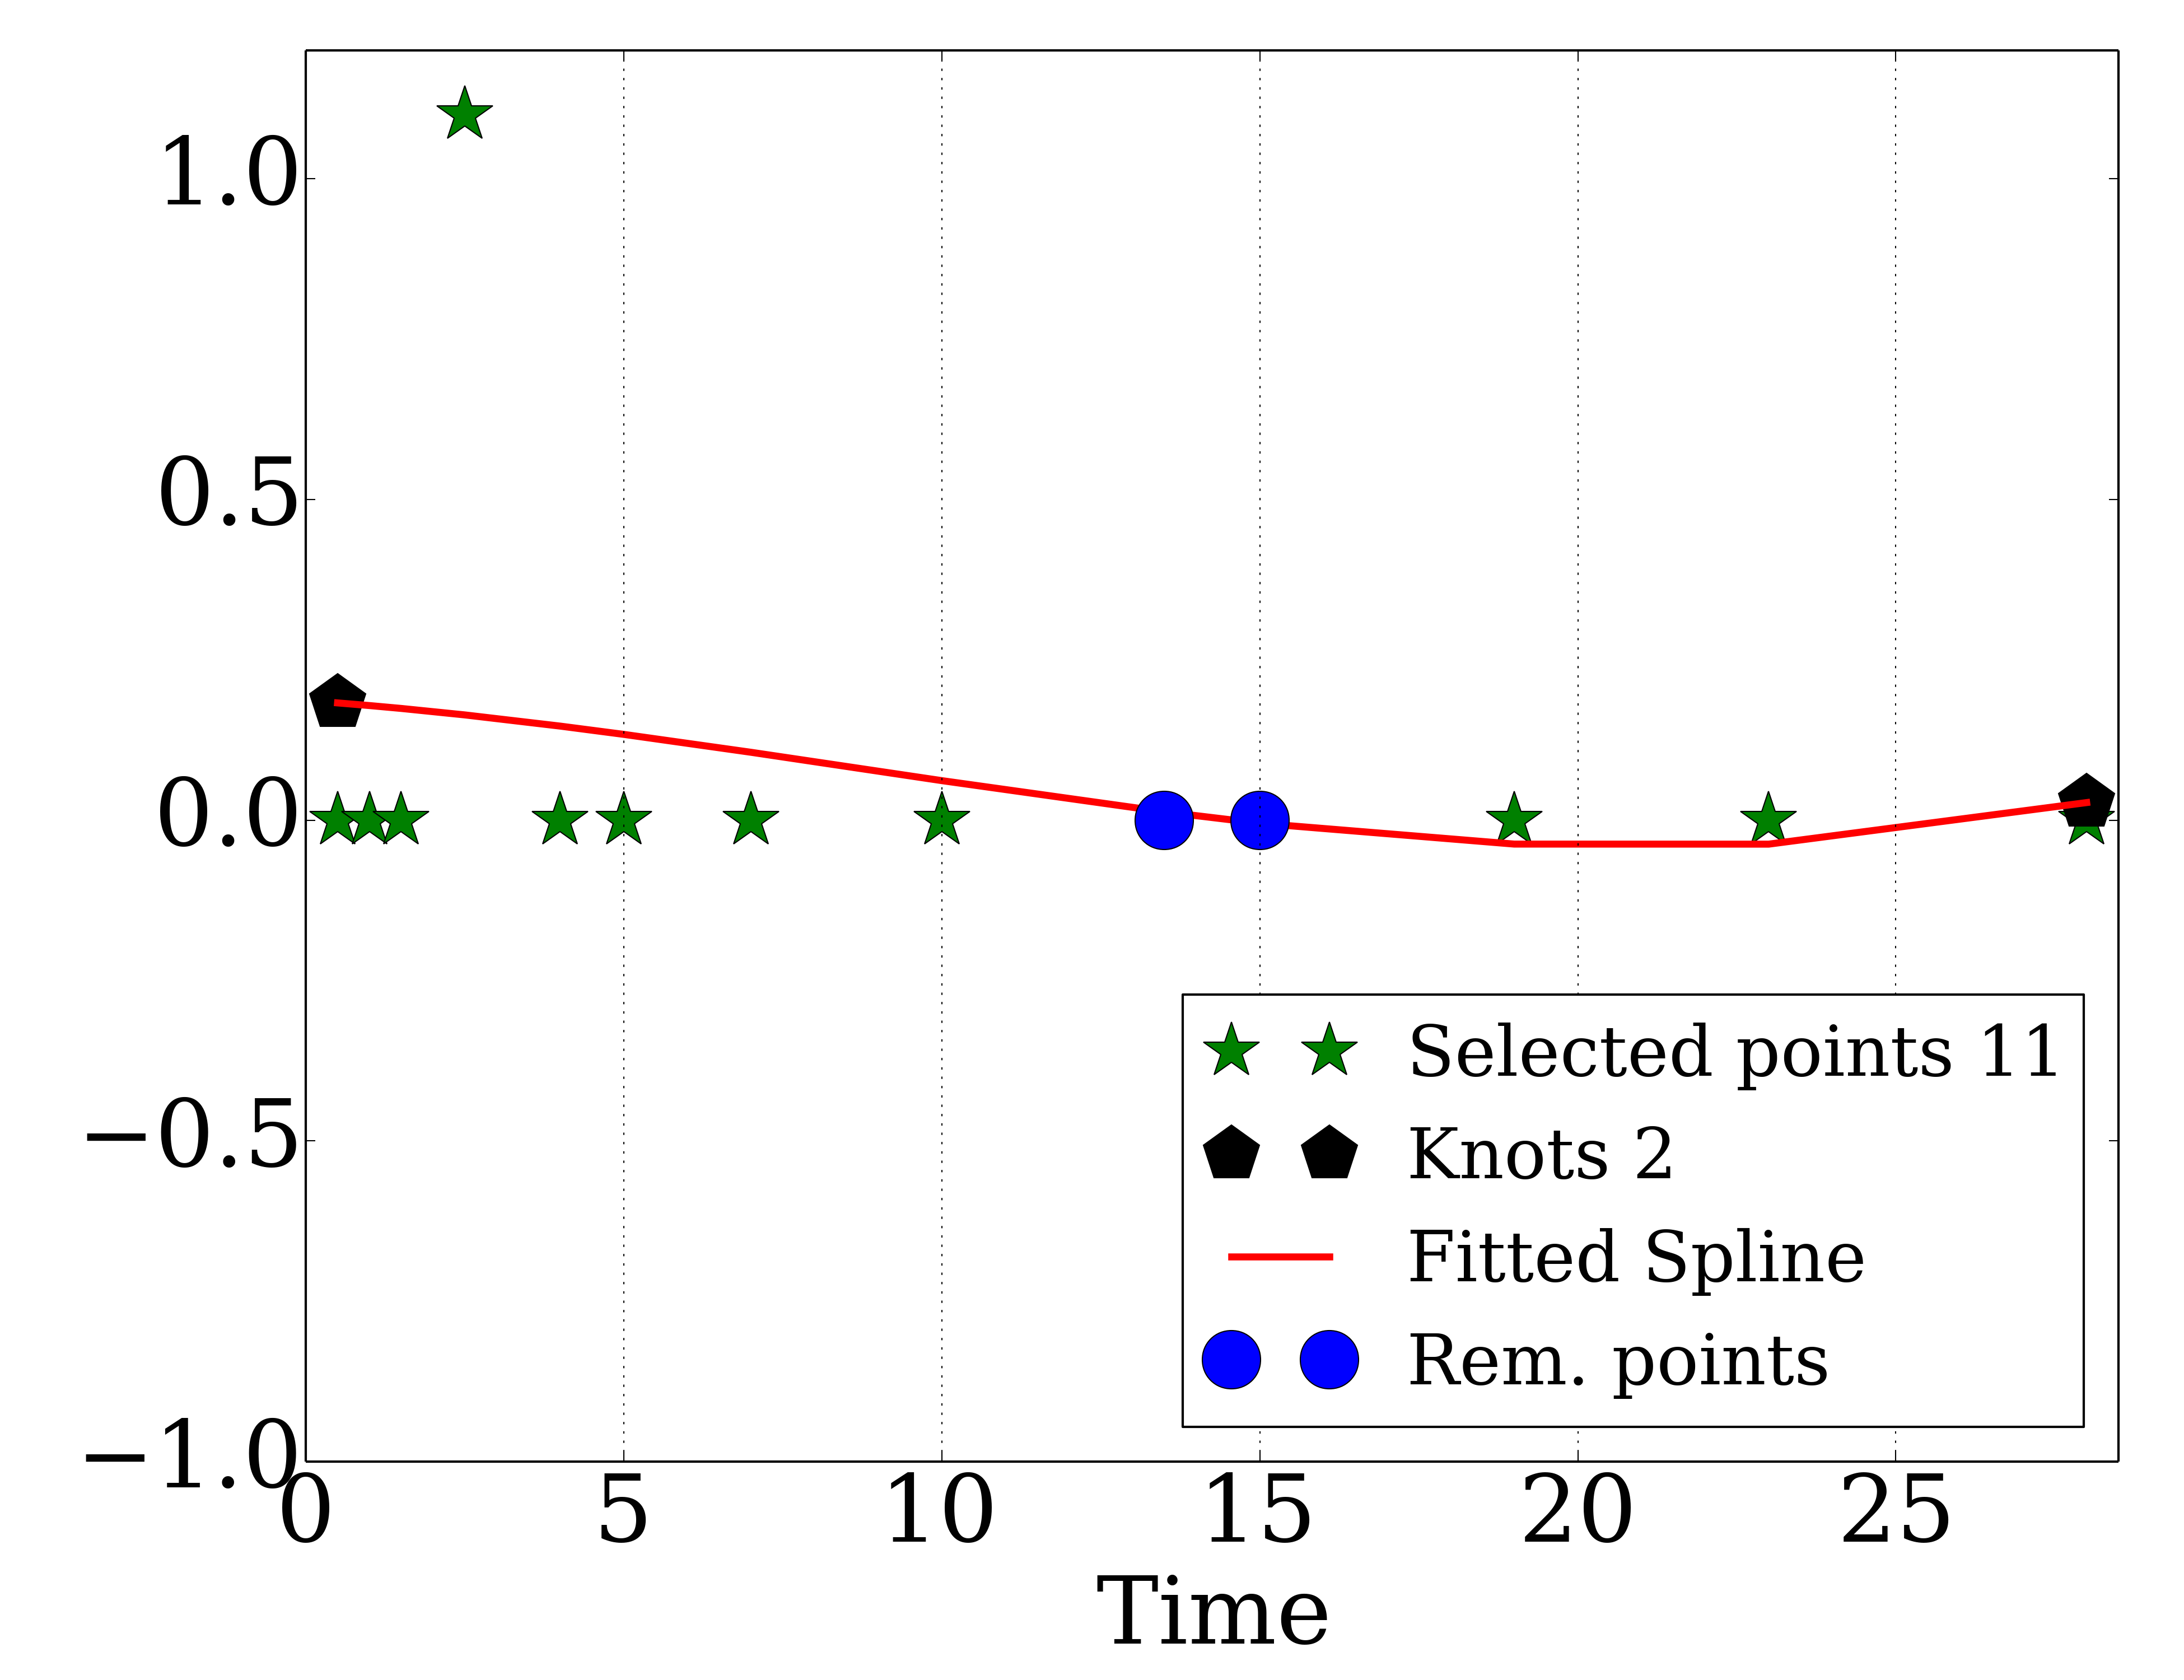 1.0
0.5
0.0
−0.5
−1.0
Selected points 11
Knots 2
Fitted Spline
Rem. points
0 5 10 15 20 25
Time